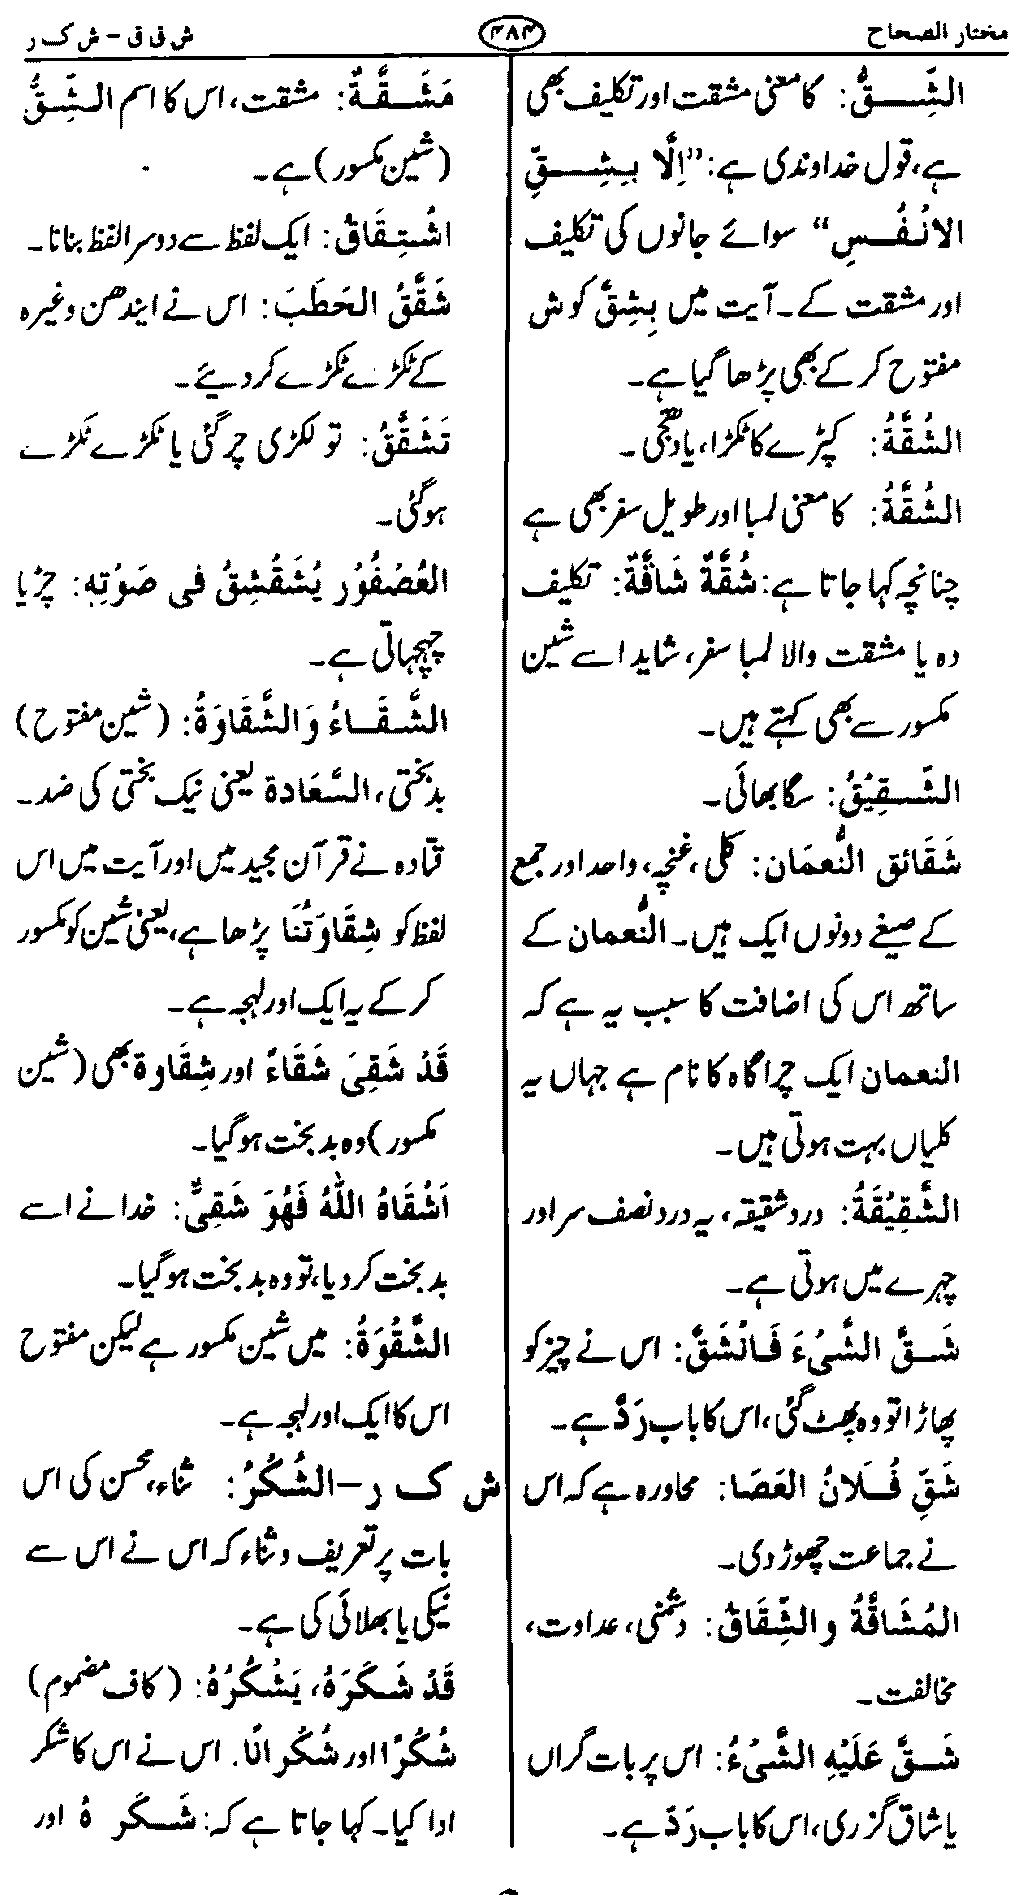 مختار الصحاح
۴۸۴
ش ق ق - ش ک ر
الشِّقُّ: کا معنی مشقت اور تکلیف بھی
ہے، قول خداوندی ہے: "اِلَّا بِشِقِّ
الاَنْفُسِ" سوائے جانوں کی تکلیف
اور مشقت کے۔ آیت میں بِشِقَّ کو ش
مفتوح کر کے بھی پڑھا گیا ہے۔
الشُّقَّةُ: کپڑے کا ٹکڑا، یا دھجی۔
الشُّقَّةُ: کا معنی لمبا اور طویل سفر بھی ہے
چنانچہ کہا جاتا ہے: شُقَّةٌ شَاقَّةٌ: تکلیف
دہ یا مشقت والا لمبا سفر، شاید اسے شین
مکسور سے بھی کہتے ہیں۔
الشَّقِيْقُ: سگا بھائی۔
شَقَائق النُّعمَان: کلی، غنچہ، واحد اور جمع
کے صیغے دونوں ایک ہیں۔ النُّعمان کے
ساتھ اس کی اضافت کا سبب یہ ہے کہ
النعمان ایک چراگاہ کا نام ہے جہاں یہ
کلیاں بہت ہوتی ہیں۔
الشَّقِيْقَةُ: درد شقیقہ، یہ درد نصف سر اور
چہرے میں ہوتی ہے۔
شَقَّ الشَّیْءَ فَانْشَقَّ: اس نے چیز کو
پھاڑا تو وہ پھٹ گئی، اس کا باب رَدَّ ہے۔
شَقِّ فُلَانُ العَصَا: محاورہ ہے کہ اس
نے جماعت چھوڑ دی۔
المُشَاقَّةُ والشِّقَاقُ: دشمنی، عداوت،
مخالفت۔
شَقَّ عَلَيْهِ الشَّیْءُ: اس پر بات گراں
یا شاق گزری، اس کا باب رَدَّ ہے۔
مَشَقَّةٌ: مشقت، اس کا اسم الشِقُّ
(شین مکسور) ہے۔
اشْتِقَاقُ: ایک لفظ سے دوسرا لفظ بنانا۔
شَقَّقُ الحَطَبَ: اس نے ایندھن وغیرہ
کے ٹکڑے ٹکڑے کر دیئے۔
تَشَقَّقُ: تو لکڑی چر گئی یا ٹکڑے ٹکڑے
ہو گئی۔
العُصْفُوْر يُشَقْشِقُ فی صَوْتِهٖ: چڑیا
چہچہاتی ہے۔
الشَّقَاءُ وَالشَّقَاوَةُ: (شین مفتوح)
بدبختی، السَّعَادة یعنی نیک بختی کی ضد۔
قتادہ نے قرآن مجید میں اور آیت میں اس
لفظ کو شِقَاوَتُنَا پڑھا ہے، یعنی شین کو مکسور
کر کے یہ ایک اور لہجہ ہے۔
قَدْ شَقِیَ شَقَاءً اور شِقَاوة بھی (شین
مکسور) وہ بدبخت ہو گیا۔
اَشْقَاهُ اللهُ فَهُوَ شَقِیٌّ: خدا نے اسے
بدبخت کر دیا، تو وہ بدبخت ہو گیا۔
الشِّقْوَةُ: میں شین مکسور ہے لیکن مفتوح
اس کا ایک اور لہجہ ہے۔
ش ک ر - الشُکْرُ: ثناء، محسن کی اس
بات پر تعریف و ثناء کہ اس نے اس سے
نیکی یا بھلائی کی ہے۔
قَدْ شَکَرَهُ، يَشْكُرُهُ: (کاف مضموم)
شُکْرًا اور شُکْرانًا. اس نے اس کا شکر
ادا کیا۔ کہا جاتا ہے کہ: شَکَرَ هُ اور